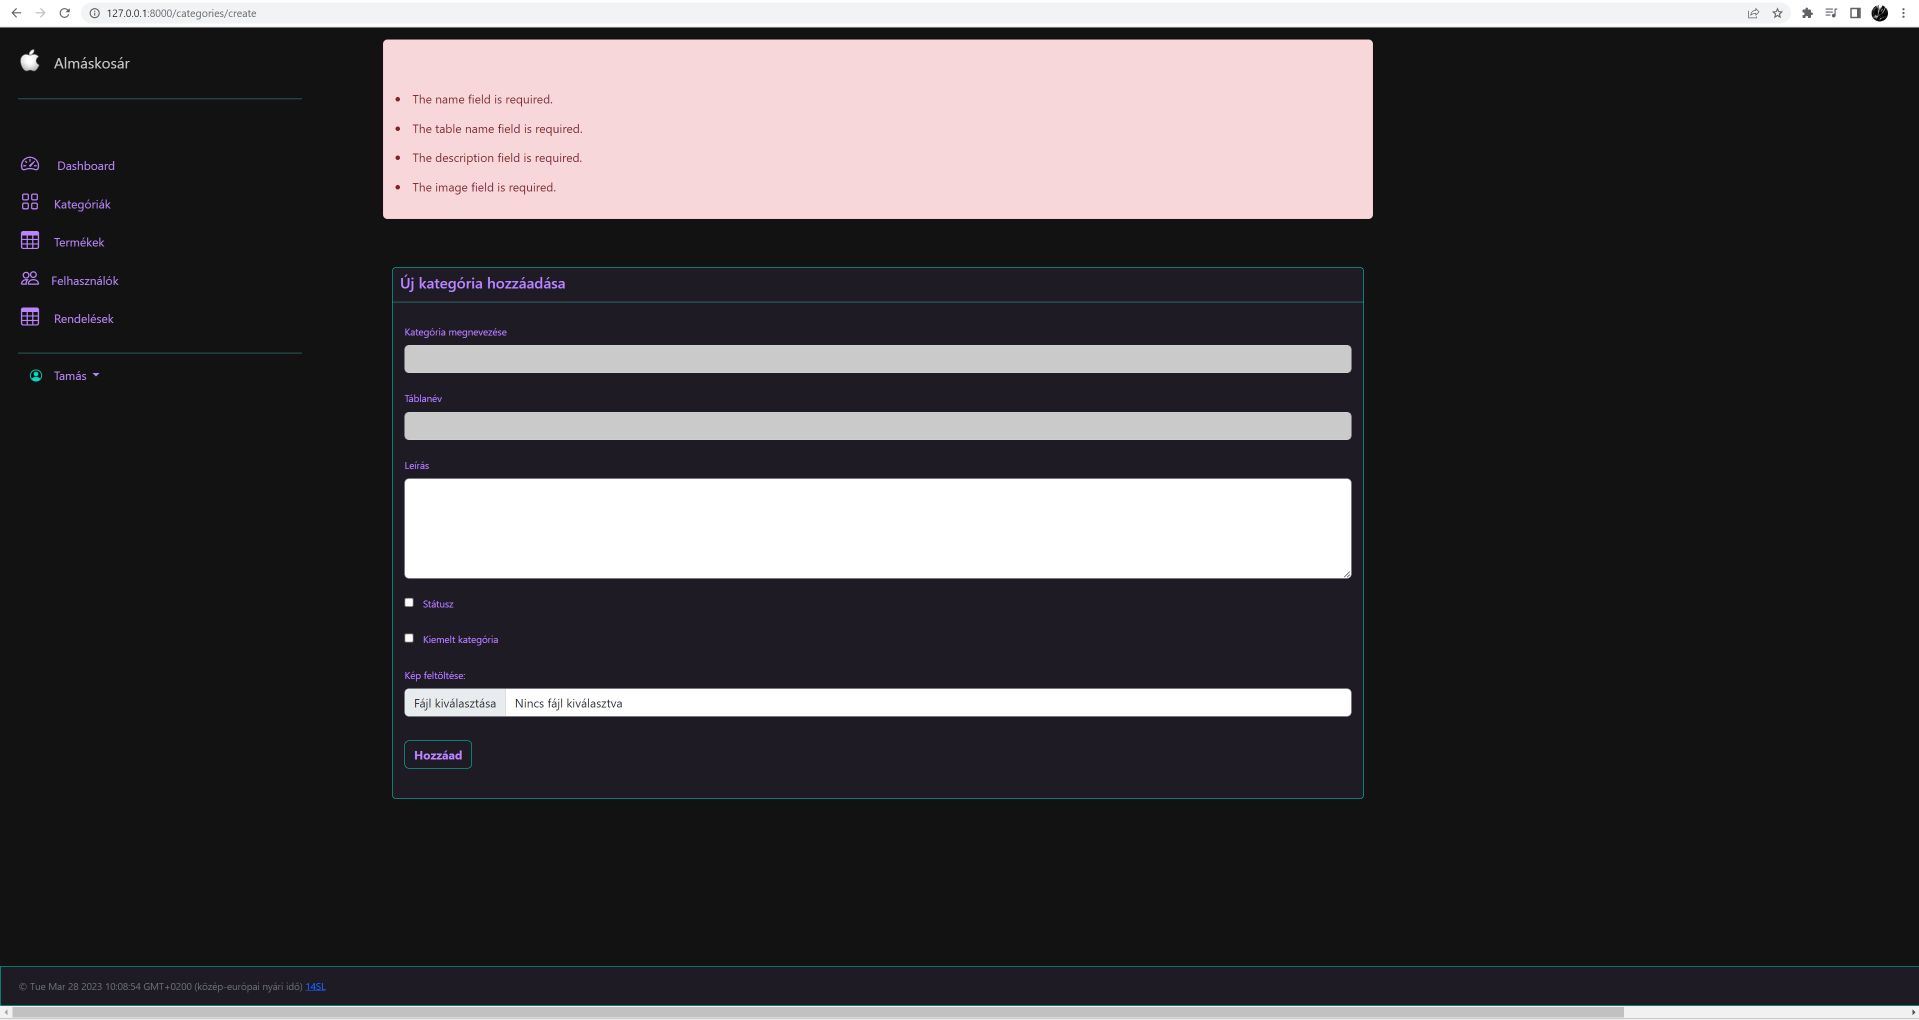 127.0.0.1:8000/categories/create
Almáskosár
Dashboard
Kategóriák
Termékek
Felhasználók
Rendelések
Tamás
The name field is required.
The table name field is required.
The description field is required.
The image field is required.
Új kategória hozzáadása
Kategória megnevezése
Táblanév
Leírás
Státusz
Kiemelt kategória
Kép feltöltése:
Fájl kiválasztása Nincs fájl kiválasztva
Hozzáad
© Tue Mar 28 2023 10:08:54 GMT+0200 (közép-európai nyári idő) 14SL